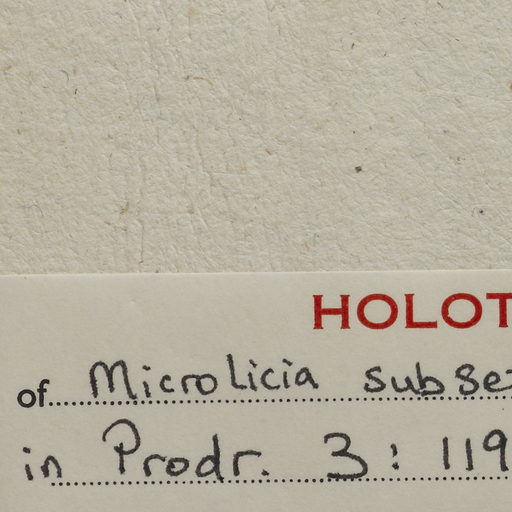 HOLOT
of Microlicia subse
in Prodr. 3: 119